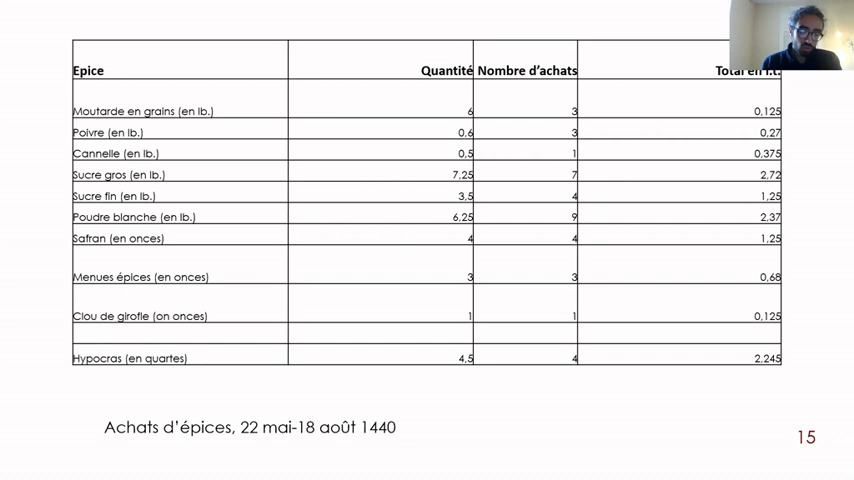 Epice Quantité Nombre d’achats Total en l.t.
Moutarde en grains (en lb.) 6 3 0,125
Poivre (en lb.) 0,6 3 0,27
Cannelle (en lb.) 0,5 1 0,375
Sucre gros (en lb.) 7,25 7 2,72
Sucre fin (en lb.) 3,5 4 1,25
Poudre blanche (en lb.) 6,25 9 2,37
Safran (en onces) 4 4 1,25
Menues épices (en onces) 3 3 0,68
Clou de girofle (on onces) 1 1 0,125
Hypocras (en quartes) 4,5 4 2,245
Achats d’épices, 22 mai-18 août 1440
15